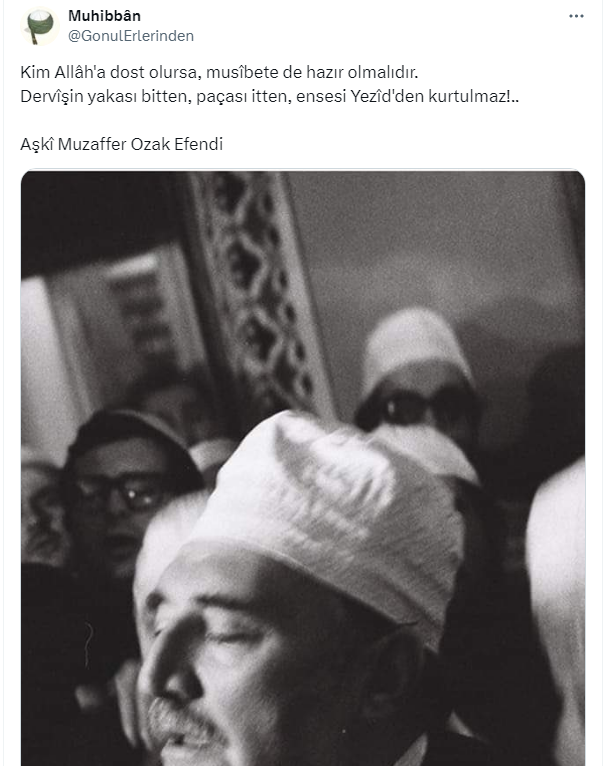 Muhibbân
@GonulErlerinden
Kim Allâh'a dost olursa, musîbete de hazır olmalıdır.
Dervîşin yakası bitten, paçası itten, ensesi Yezîd'den kurtulmaz!..
Aşkî Muzaffer Ozak Efendi